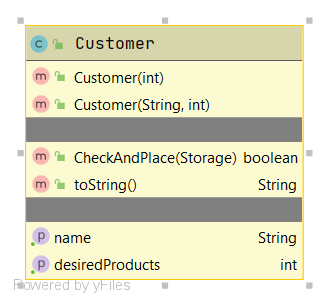 C Customer
m Customer(int)
m Customer(String, int)
m CheckAndPlace(Storage) boolean
m toString() String
p name String
p desiredProducts int
Powered by yFiles